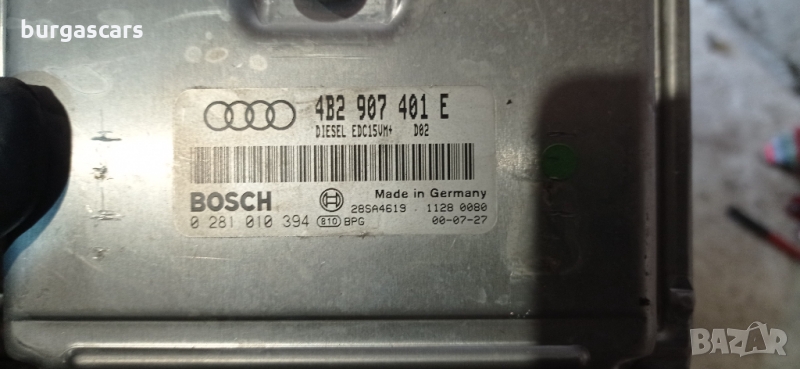 burgascars
4B2 907 401 E
DIESEL EDC15VM+ D02
BOSCH
Made in Germany
28SA4619 1128 0080
0 281 010 394 810 BPG 00-07-27
BAZAR